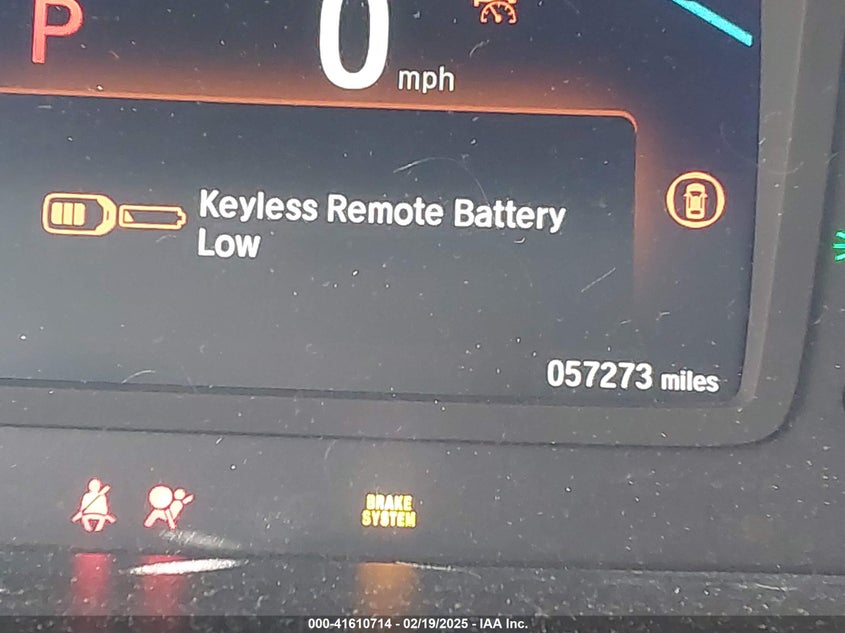 P
0 mph
Keyless Remote Battery
Low
057273 miles
BRAKE
SYSTEM
000-41610714 - 02/19/2025 - IAA Inc.